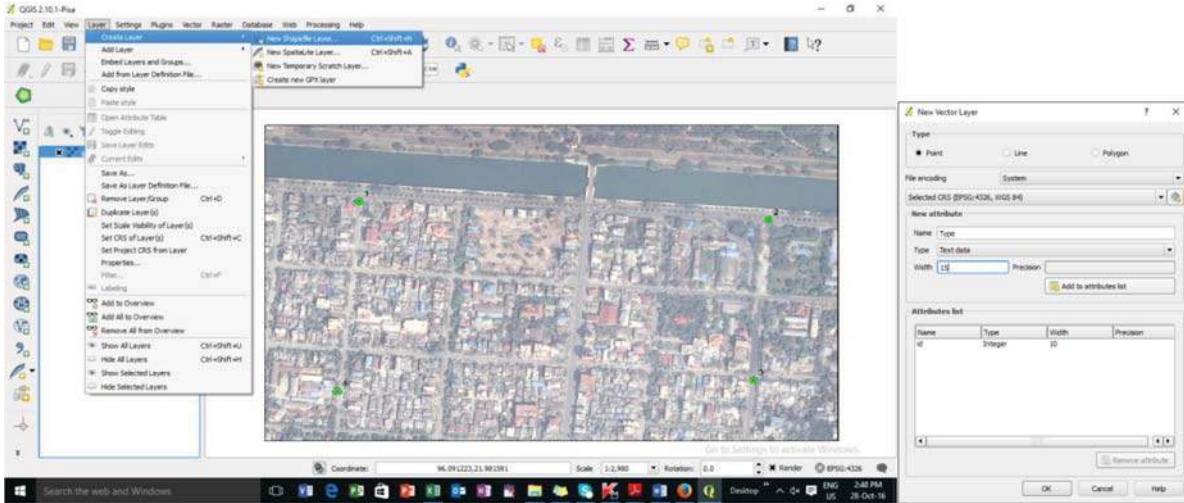 QGIS 2.10.1-Pisa
Project Edit View Layer Settings Plugins Vector Raster Database Web Processing Help
Create Layer
Add Layer
Embed Layers and Groups...
Add from Layer Definition File...
Copy style
Paste style
Open Attribute Table
Toggle Editing
Save Layer Edits
Current Edits
Save As...
Save As Layer Definition File...
Remove Layer/Group Ctrl+D
Duplicate Layer(s)
Set Scale Visibility of Layer(s)
Set CRS of Layer(s) Ctrl+Shift+C
Set Project CRS from Layer
Properties...
Filter... Ctrl+F
Labeling
Add to Overview
Add All to Overview
Remove All from Overview
Show All Layers Ctrl+Shift+U
Hide All Layers Ctrl+Shift+H
Show Selected Layers
Hide Selected Layers
New Shapefile Layer... Ctrl+Shift+N
New SpatiaLite Layer... Ctrl+Shift+A
New Temporary Scratch Layer...
Create new GPX layer
1
2
3
Go to Settings to activate Windows.
Coordinate: 96.091223,21.981591 Scale 1:2,980 Rotation: 0.0 Render EPSG:4326
Search the web and Windows
Desktop
ENG
US
2:48 PM
28-Oct-16
New Vector Layer ? X
Type
Point Line Polygon
File encoding System
Selected CRS (EPSG:4326, WGS 84)
New attribute
Name Type
Type Text data
Width 15 Precision
Add to attributes list
Attributes list
Name Type Width Precision
id Integer 10
Remove attribute
OK Cancel Help